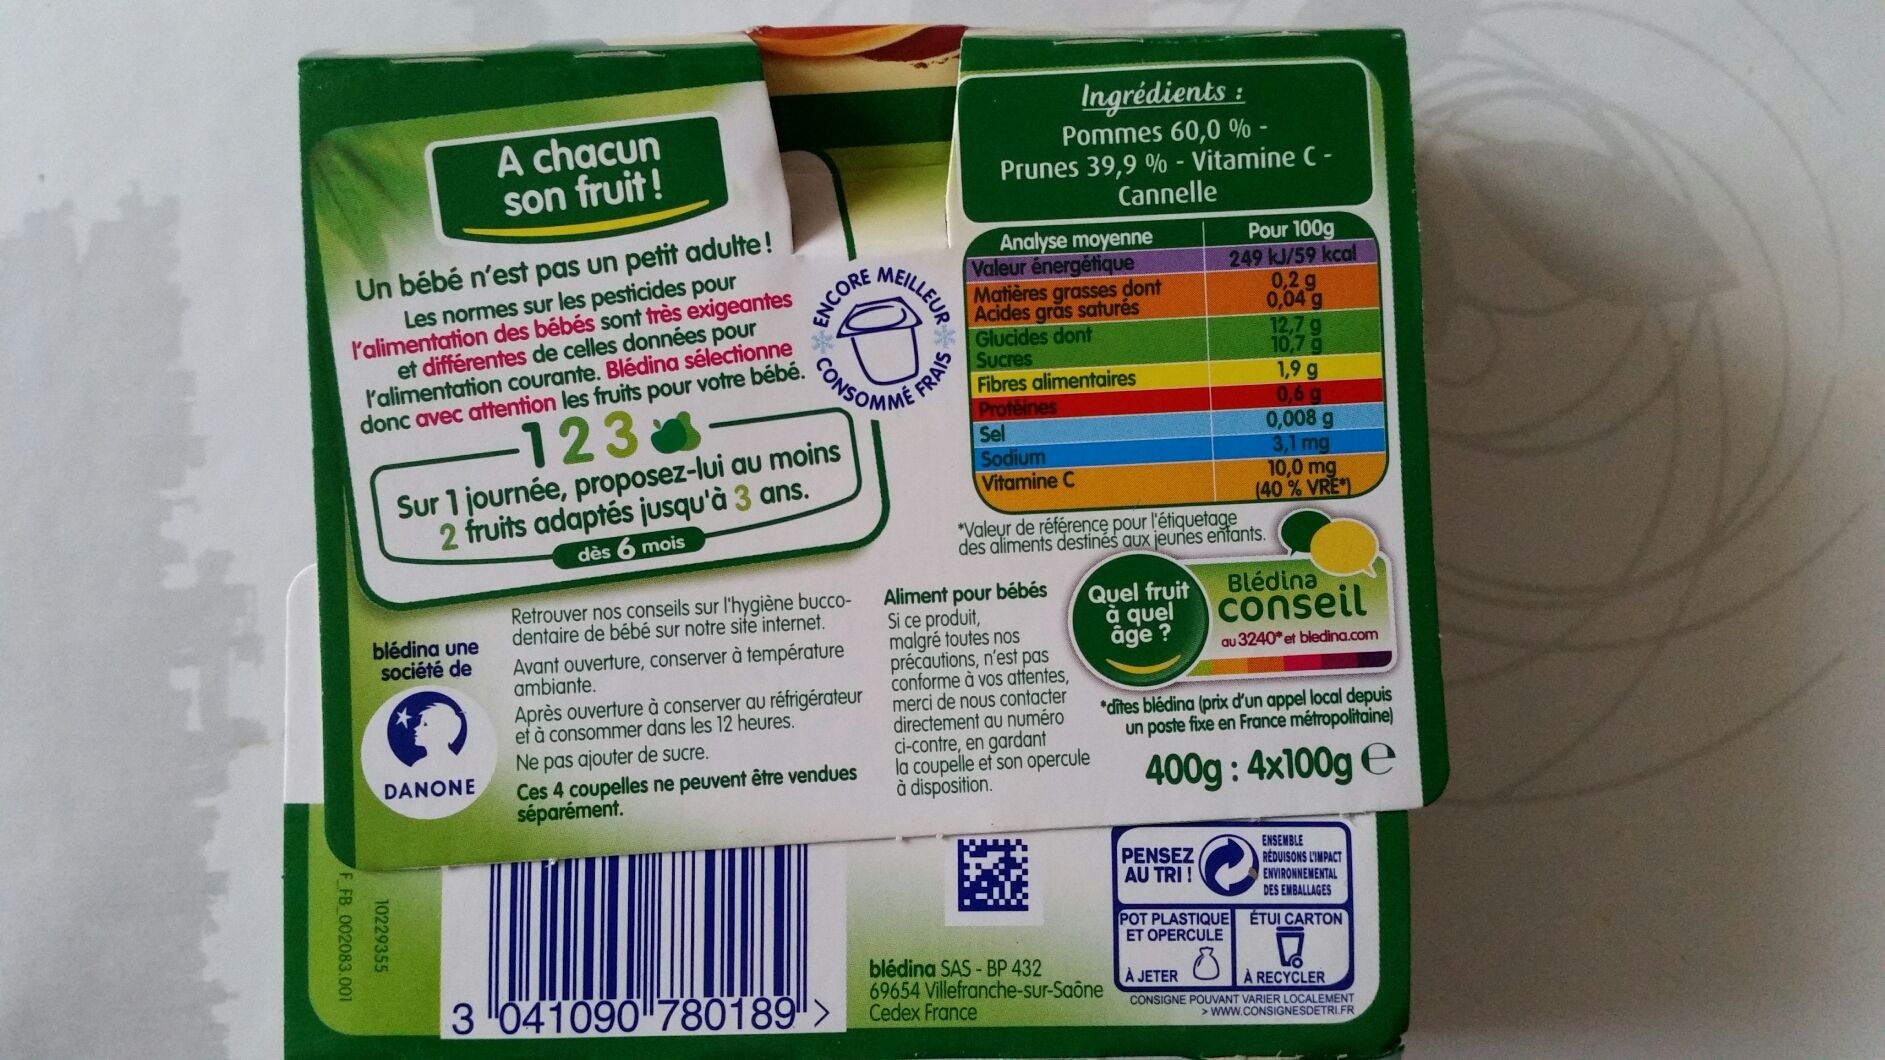 A chacun
son fruit !
Un bébé n'est pas un petit adulte !
Les normes sur les pesticides pour
l'alimentation des bébés sont très exigeantes
et différentes de celles données pour
l'alimentation courante. Blédina sélectionne
donc avec attention les fruits pour votre bébé.
1 2 3
Sur 1 journée, proposez-lui au moins
2 fruits adaptés jusqu'à 3 ans.
dès 6 mois
ENCORE MEILLEUR
CONSOMMÉ FRAIS
Ingrédients :
Pommes 60,0 % -
Prunes 39,9 % - Vitamine C -
Cannelle
Analyse moyenne Pour 100g
Valeur énergétique 249 kJ/59 kcal
Matières grasses dont 0,2 g
Acides gras saturés 0,04 g
Glucides dont 12,7 g
Sucres 10,7 g
Fibres alimentaires 1,9 g
Protéines 0,6 g
Sel 0,008 g
Sodium 3,1 mg
Vitamine C 10,0 mg
(40 % VRE*)
*Valeur de référence pour l'étiquetage
des aliments destinés aux jeunes enfants.
blédina une
société de
DANONE
Retrouver nos conseils sur l'hygiène bucco-
dentaire de bébé sur notre site internet.
Avant ouverture, conserver à température
ambiante.
Après ouverture à conserver au réfrigérateur
et à consommer dans les 12 heures.
Ne pas ajouter de sucre.
Ces 4 coupelles ne peuvent être vendues
séparément.
Aliment pour bébés
Si ce produit,
malgré toutes nos
précautions, n'est pas
conforme à vos attentes,
merci de nous contacter
directement au numéro
ci-contre, en gardant
la coupelle et son opercule
à disposition.
Quel fruit
à quel
âge ?
Blédina
conseil
au 3240* et bledina.com
*dîtes blédina (prix d'un appel local depuis
un poste fixe en France métropolitaine)
400g : 4x100g e
10229355
F_FB_002083.001
3 041090 780189 >
blédina SAS - BP 432
69654 Villefranche-sur-Saône
Cedex France
PENSEZ
AU TRI !
ENSEMBLE
RÉDUISONS L'IMPACT
ENVIRONNEMENTAL
DES EMBALLAGES
POT PLASTIQUE
ET OPERCULE
À JETER
ÉTUI CARTON
À RECYCLER
CONSIGNE POUVANT VARIER LOCALEMENT
> WWW.CONSIGNESDETRI.FR